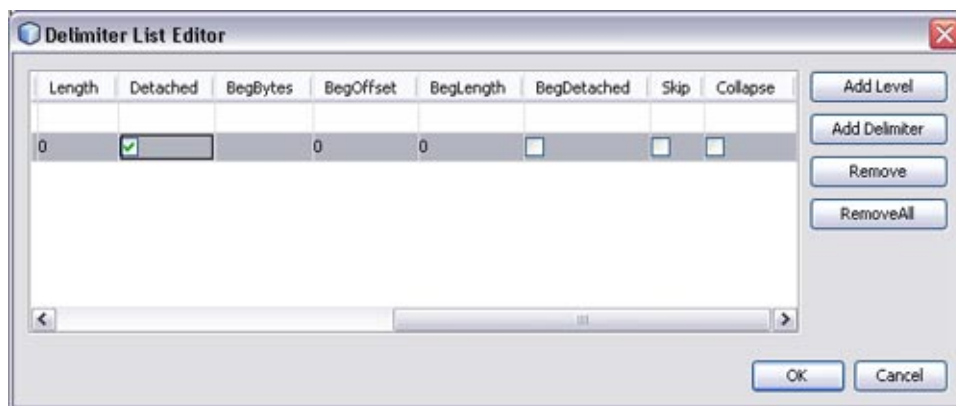 Delimiter List Editor
Length Detached BegBytes BegOffset BegLength BegDetached Skip Collapse
0 0 0
Add Level
Add Delimiter
Remove
RemoveAll
OK Cancel